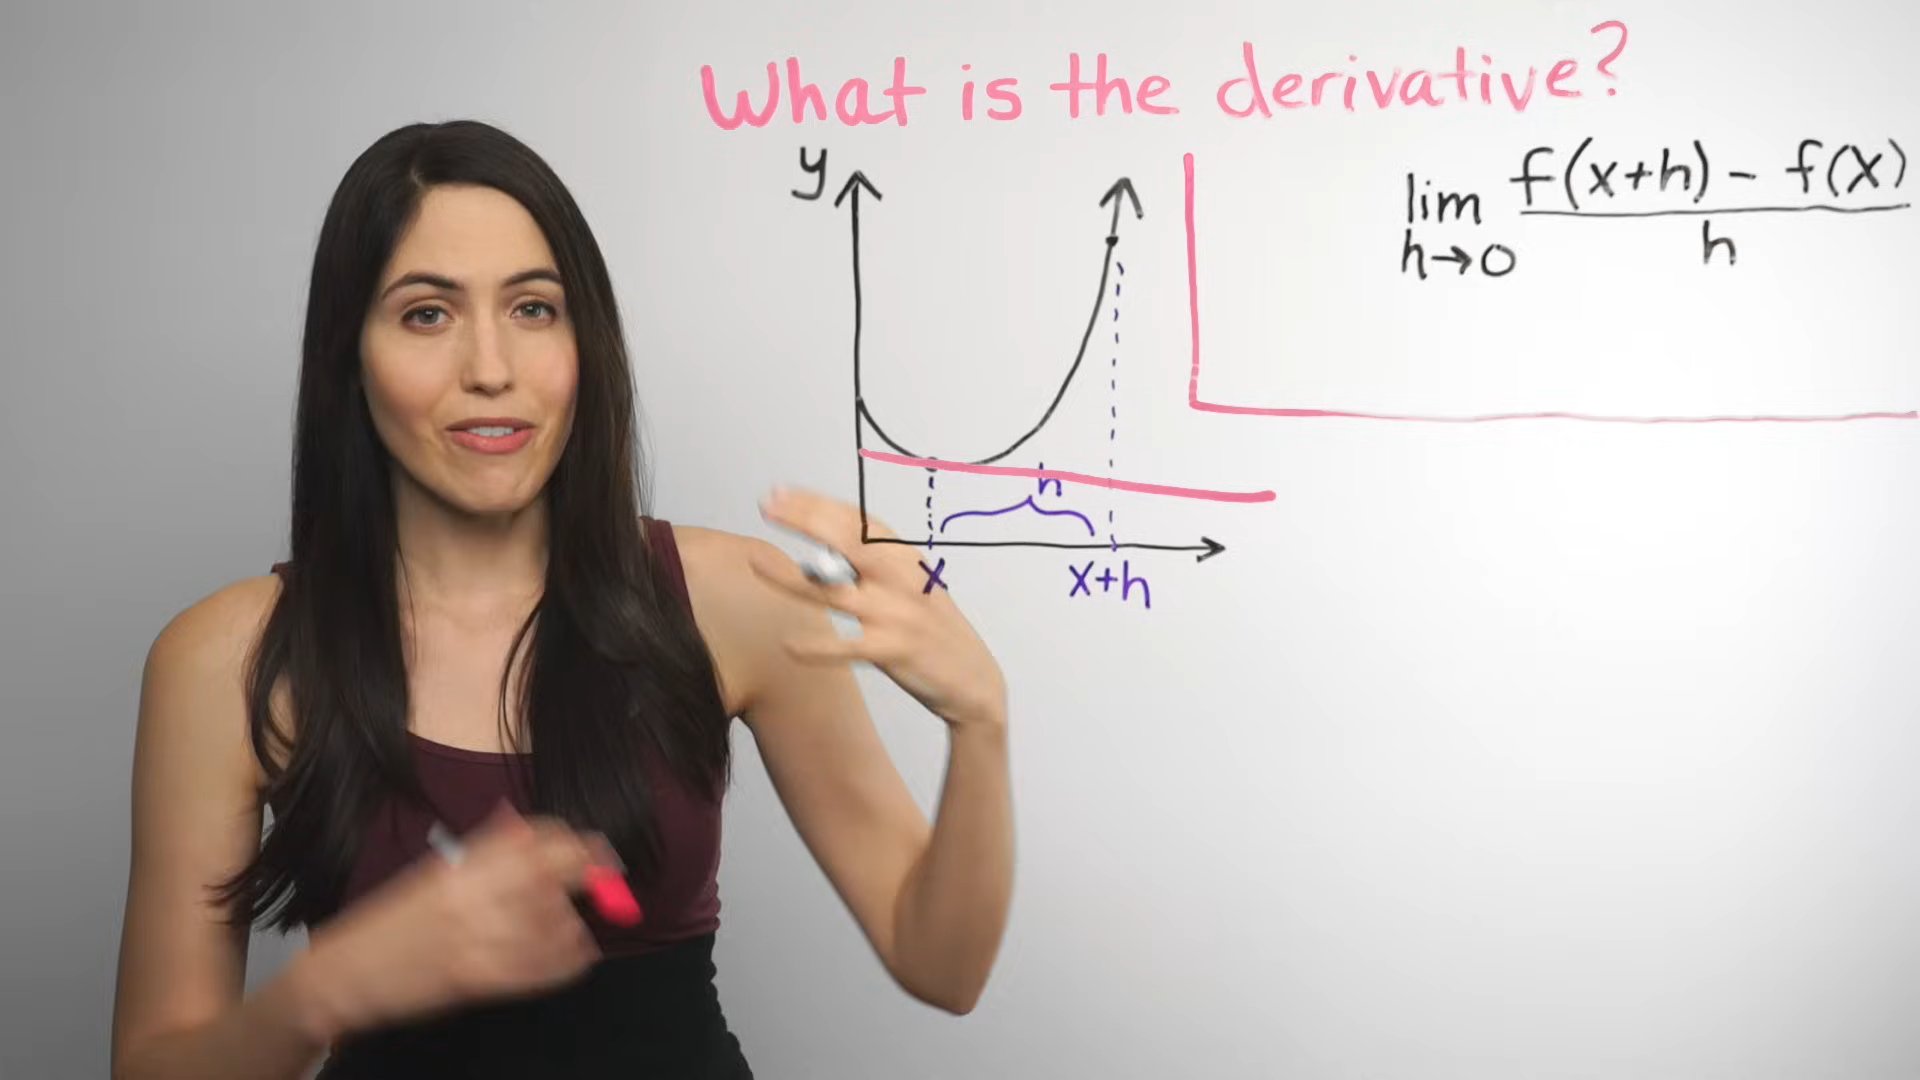 What is the derivative?
y
lim f(x+h) - f(x)
h→0 h
h
x x+h